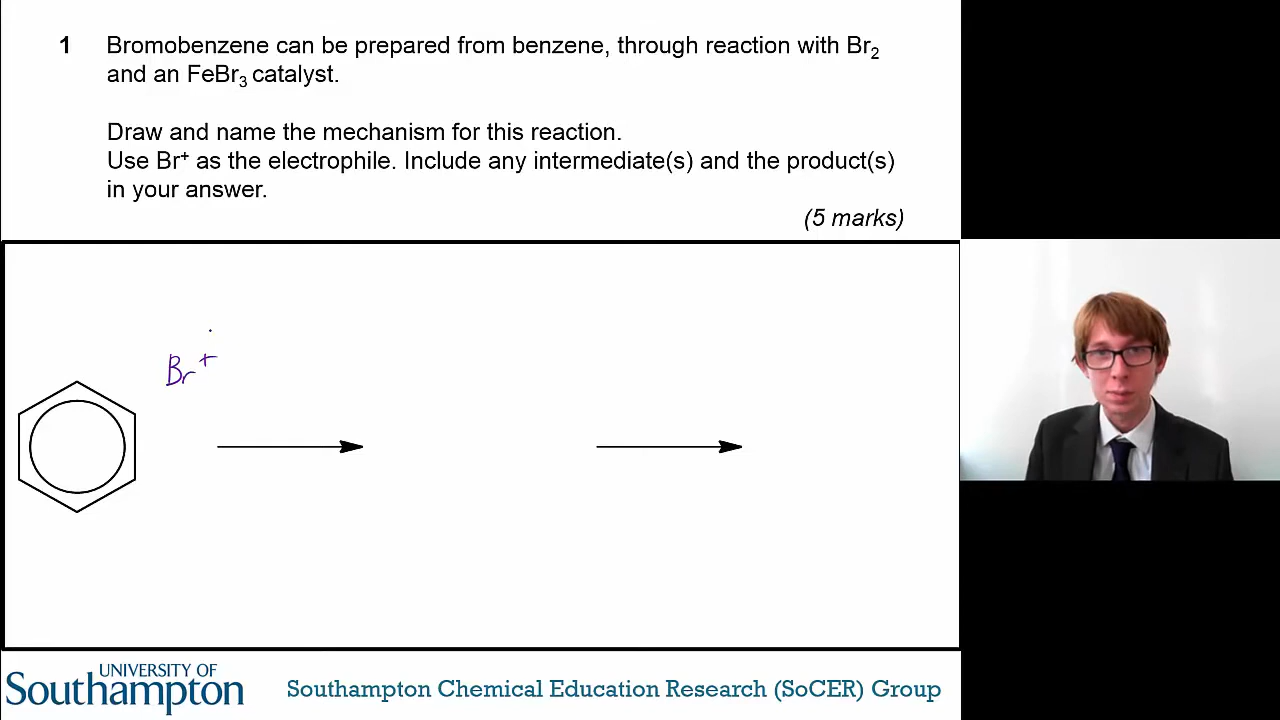 1 Bromobenzene can be prepared from benzene, through reaction with Br₂
and an FeBr₃ catalyst.
Draw and name the mechanism for this reaction.
Use Br⁺ as the electrophile. Include any intermediate(s) and the product(s)
in your answer.
(5 marks)
Br⁺
UNIVERSITY OF
Southampton
Southampton Chemical Education Research (SoCER) Group